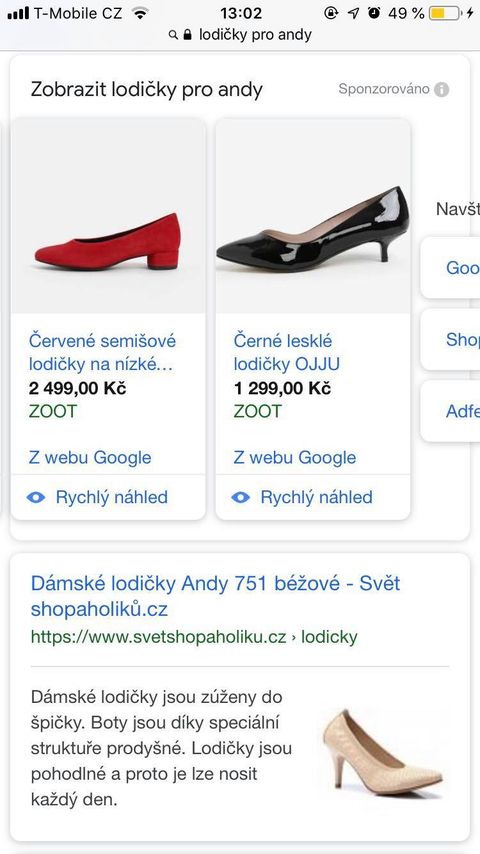 T-Mobile CZ 13:02 49 %
lodičky pro andy
Zobrazit lodičky pro andy Sponzorováno
Navšt
Červené semišové
lodičky na nízké…
2 499,00 Kč
ZOOT
Z webu Google
Rychlý náhled
Černé lesklé
lodičky OJJU
1 299,00 Kč
ZOOT
Z webu Google
Rychlý náhled
Goo
Shop
Adfe
Dámské lodičky Andy 751 béžové - Svět
shopaholiků.cz
https://www.svetshopaholiku.cz › lodicky
Dámské lodičky jsou zúženy do
špičky. Boty jsou díky speciální
struktuře prodyšné. Lodičky jsou
pohodlné a proto je lze nosit
každý den.